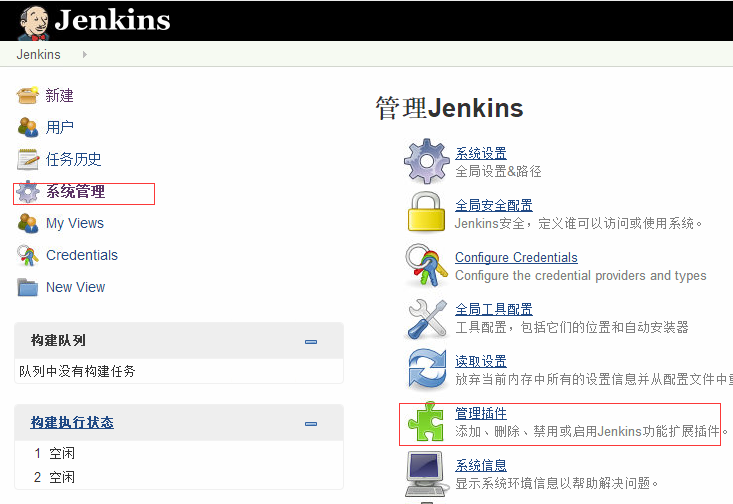 Jenkins
Jenkins
新建
用户
任务历史
系统管理
My Views
Credentials
New View
构建队列
队列中没有构建任务
构建执行状态
1 空闲
2 空闲
管理Jenkins
系统设置
全局设置&路径
全局安全配置
Jenkins安全，定义谁可以访问或使用系统。
Configure Credentials
Configure the credential providers and types
全局工具配置
工具配置，包括它们的位置和自动安装器
读取设置
放弃当前内存中所有的设置信息并从配置文件中重
管理插件
添加、删除、禁用或启用Jenkins功能扩展插件。
系统信息
显示系统环境信息以帮助解决问题。